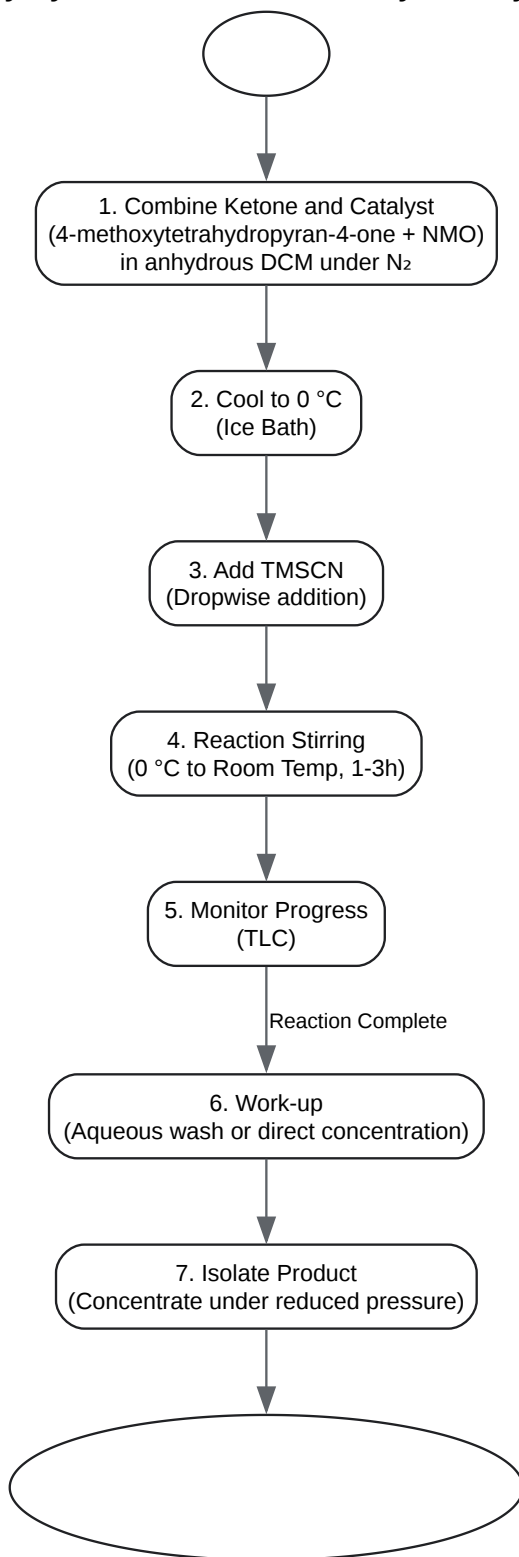 1. Combine Ketone and Catalyst
(4-methoxytetrahydropyran-4-one + NMO)
in anhydrous DCM under N₂
2. Cool to 0 °C
(Ice Bath)
3. Add TMSCN
(Dropwise addition)
4. Reaction Stirring
(0 °C to Room Temp, 1-3h)
5. Monitor Progress
(TLC)
Reaction Complete
6. Work-up
(Aqueous wash or direct concentration)
7. Isolate Product
(Concentrate under reduced pressure)